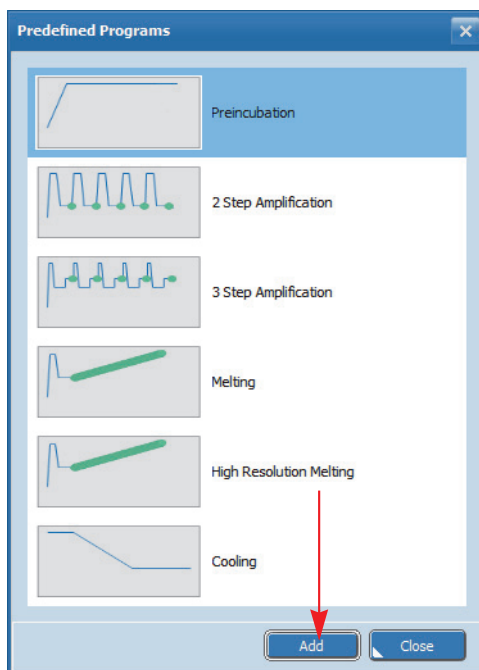 Predefined Programs
Preincubation
2 Step Amplification
3 Step Amplification
Melting
High Resolution Melting
Cooling
Add
Close